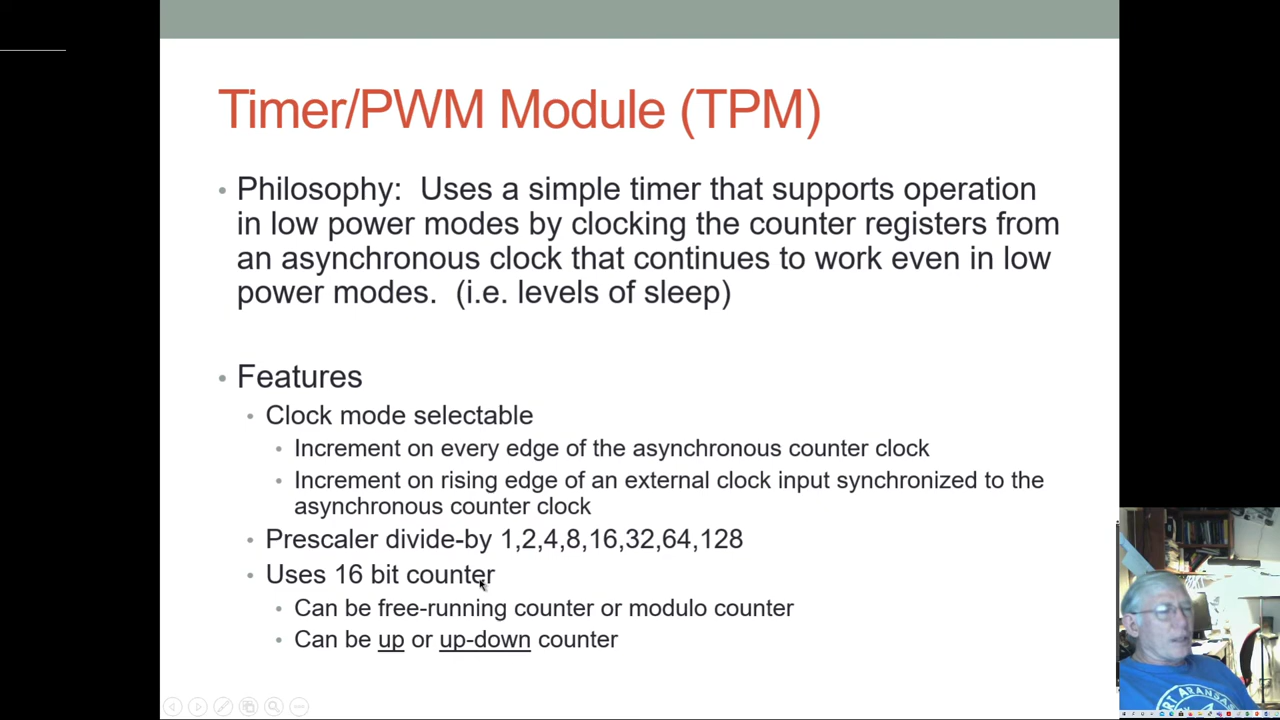 Timer/PWM Module (TPM)
• Philosophy: Uses a simple timer that supports operation
in low power modes by clocking the counter registers from
an asynchronous clock that continues to work even in low
power modes. (i.e. levels of sleep)
• Features
• Clock mode selectable
• Increment on every edge of the asynchronous counter clock
• Increment on rising edge of an external clock input synchronized to the
asynchronous counter clock
• Prescaler divide-by 1,2,4,8,16,32,64,128
• Uses 16 bit counter
• Can be free-running counter or modulo counter
• Can be up or up-down counter